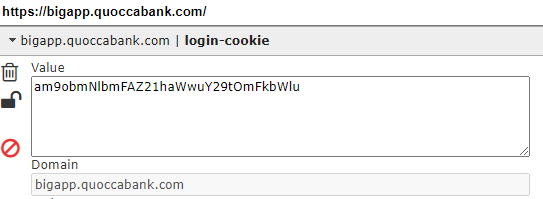 https://bigapp.quoccabank.com/
bigapp.quoccabank.com | login-cookie
Value
am9obmNlbmFAZ21haWwuY29tOmFkbWlu
Domain
bigapp.quoccabank.com